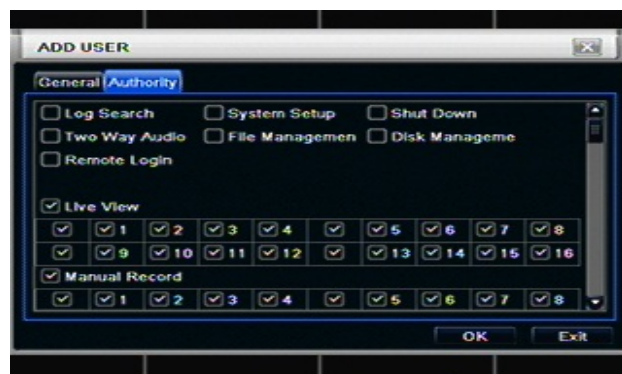 ADD USER
General Authority
Log Search System Setup Shut Down
Two Way Audio File Managemen Disk Manageme
Remote Login
Live View
1 2 3 4 5 6 7 8
9 10 11 12 13 14 15 16
Manual Record
1 2 3 4 5 6 7 8
OK Exit